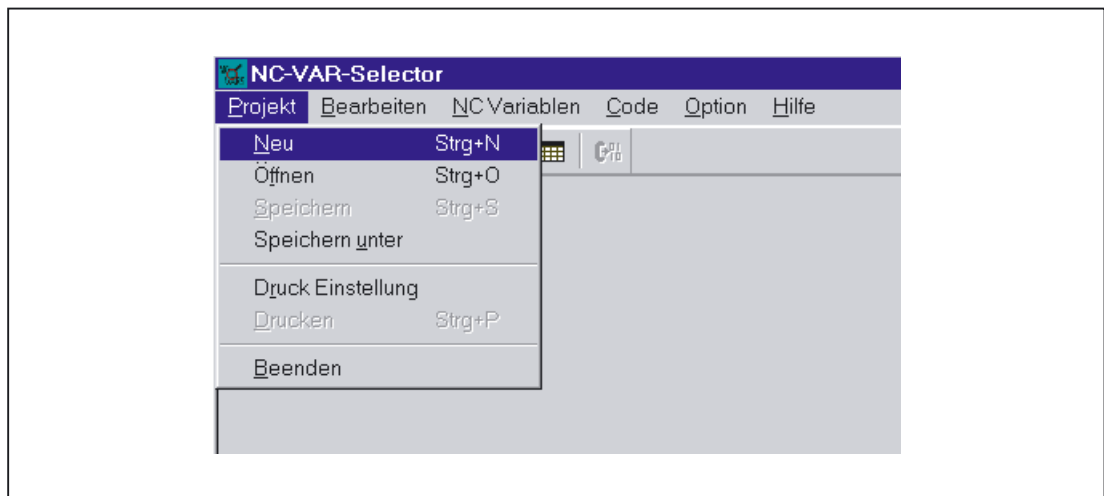 NC-VAR-Selector
Projekt Bearbeiten NC Variablen Code Option Hilfe
Neu Strg+N
Öffnen Strg+O
Speichern Strg+S
Speichern unter
Druck Einstellung
Drucken Strg+P
Beenden